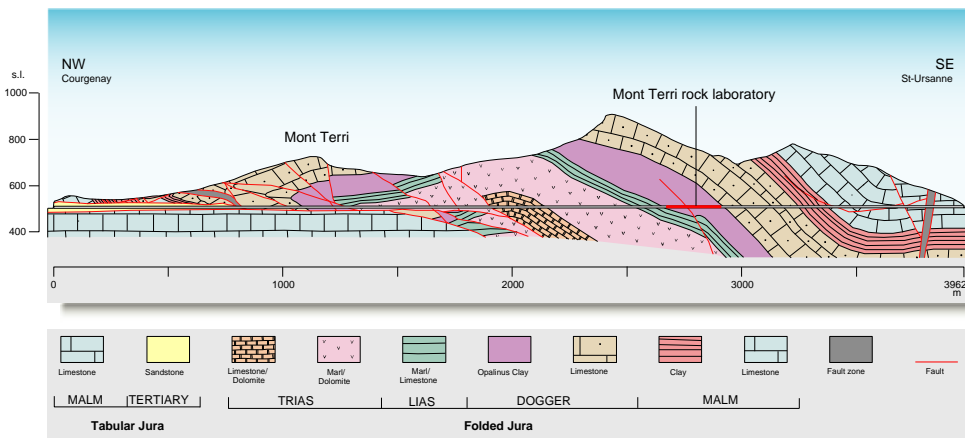 NW
Courgenay
SE
St-Ursanne
s.l.
1000
800
600
400
Mont Terri
Mont Terri rock laboratory
0
1000
2000
3000
3962
m
Limestone
Sandstone
Limestone/
Dolomite
Marl/
Dolomite
Marl/
Limestone
Opalinus Clay
Limestone
Clay
Limestone
Fault zone
Fault
MALM
TERTIARY
TRIAS
LIAS
DOGGER
MALM
Tabular Jura
Folded Jura